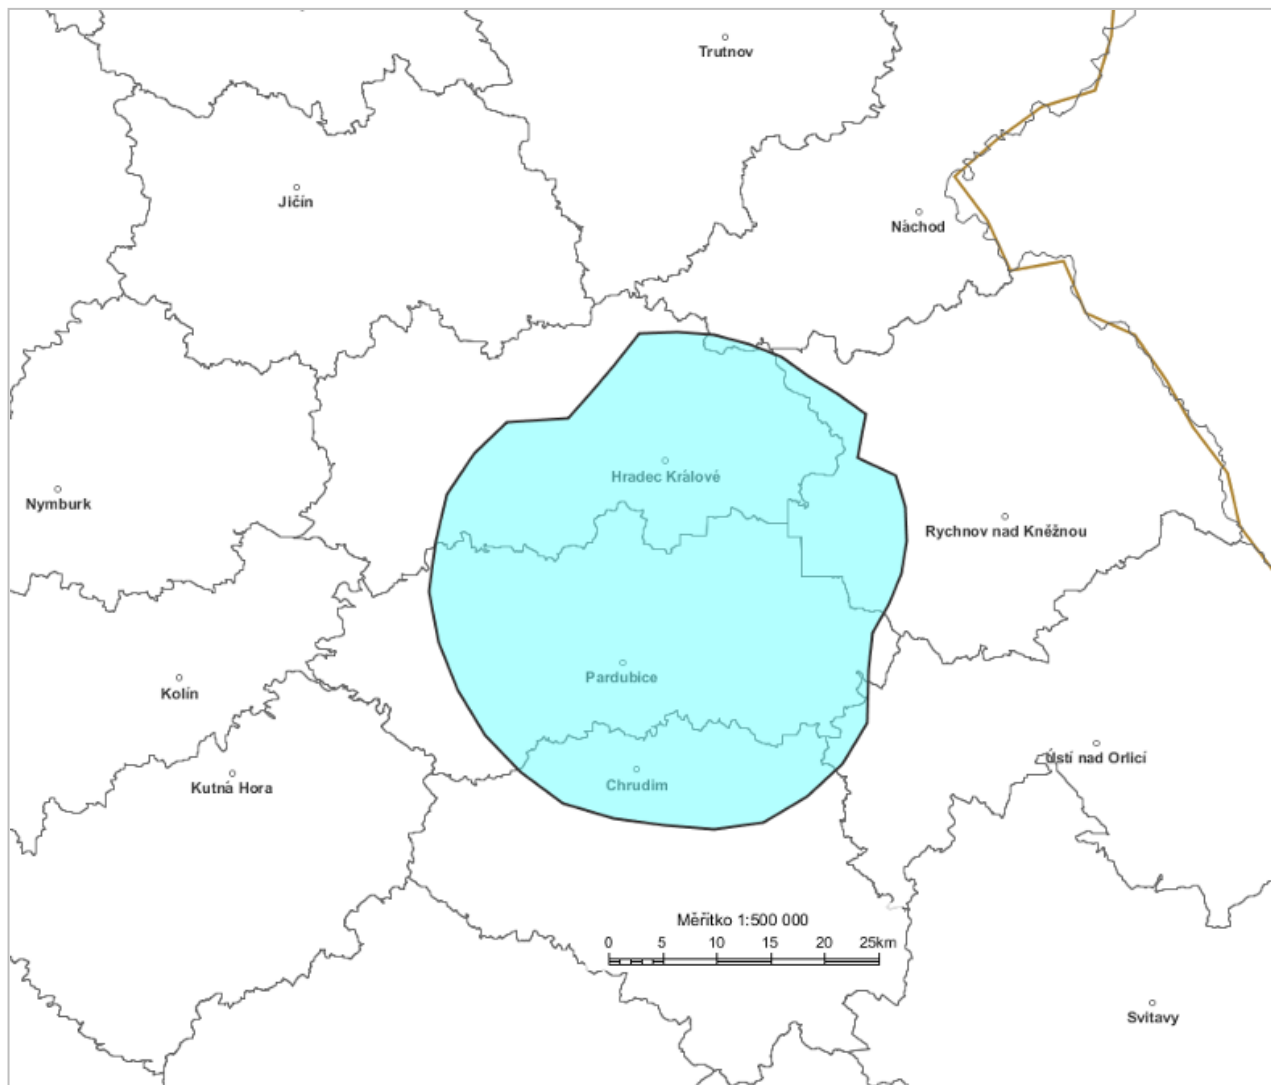 Trutnov
Jičín
Náchod
Hradec Králové
Nymburk
Rychnov nad Kněžnou
Pardubice
Kolín
Ústí nad Orlicí
Chrudim
Kutná Hora
Měřítko 1:500 000
0 5 10 15 20 25km
Svitavy